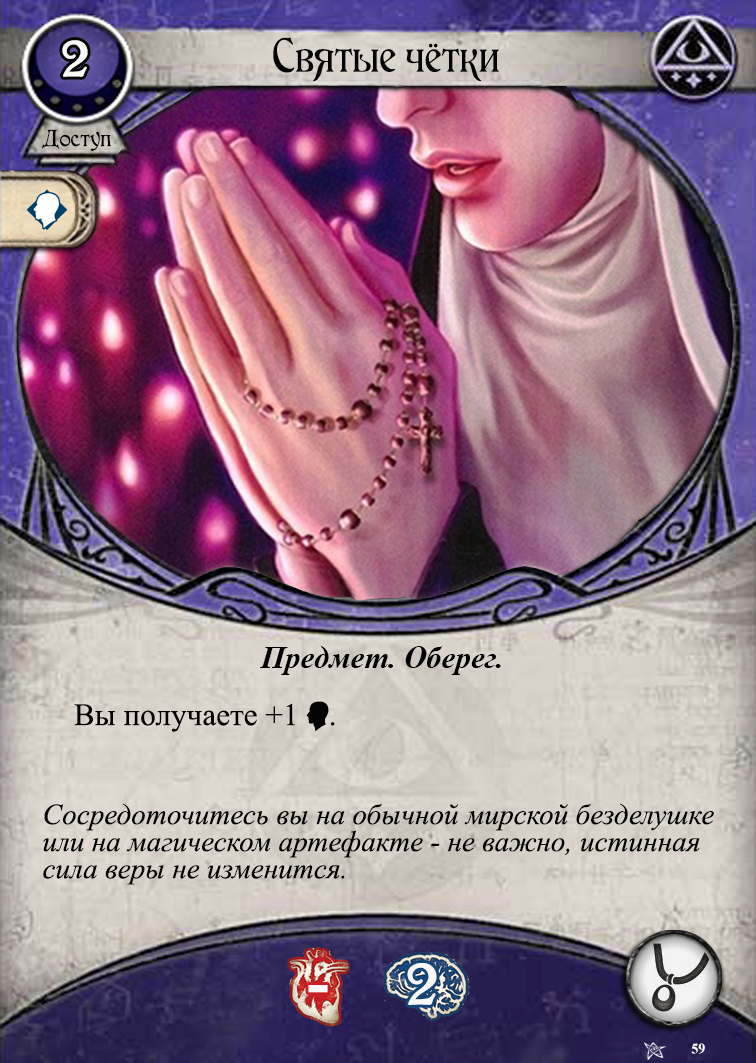 2
Святые чётки
Доступ
Предмет. Оберег.
Вы получаете +1 .
Сосредоточитесь вы на обычной мирской безделушке
или на магическом артефакте - не важно, истинная
сила веры не изменится.
- 2
59